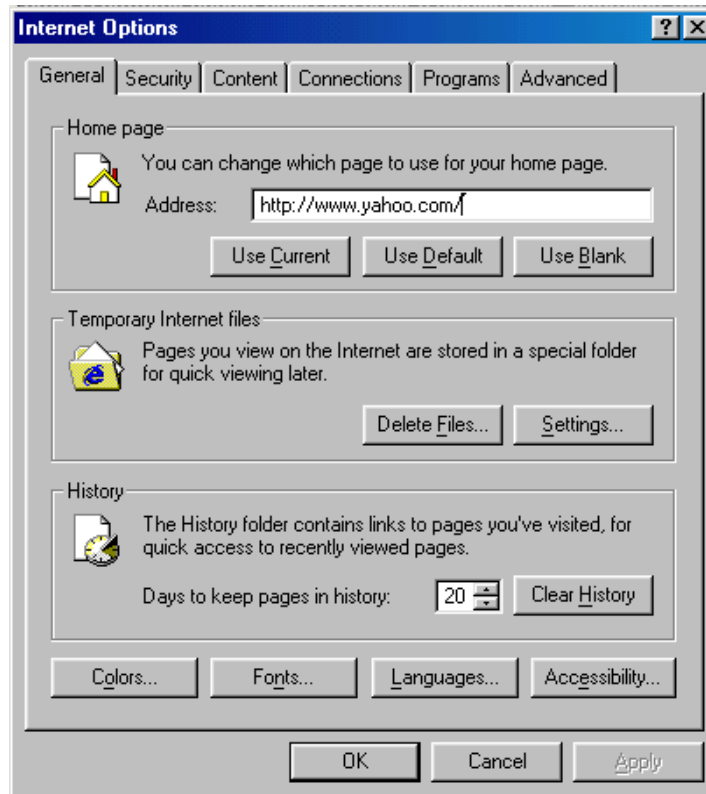 Internet Options
General Security Content Connections Programs Advanced
Home page
You can change which page to use for your home page.
Address: http://www.yahoo.com/
Use Current Use Default Use Blank
Temporary Internet files
Pages you view on the Internet are stored in a special folder
for quick viewing later.
Delete Files... Settings...
History
The History folder contains links to pages you've visited, for
quick access to recently viewed pages.
Days to keep pages in history: 20 Clear History
Colors... Fonts... Languages... Accessibility...
OK Cancel Apply